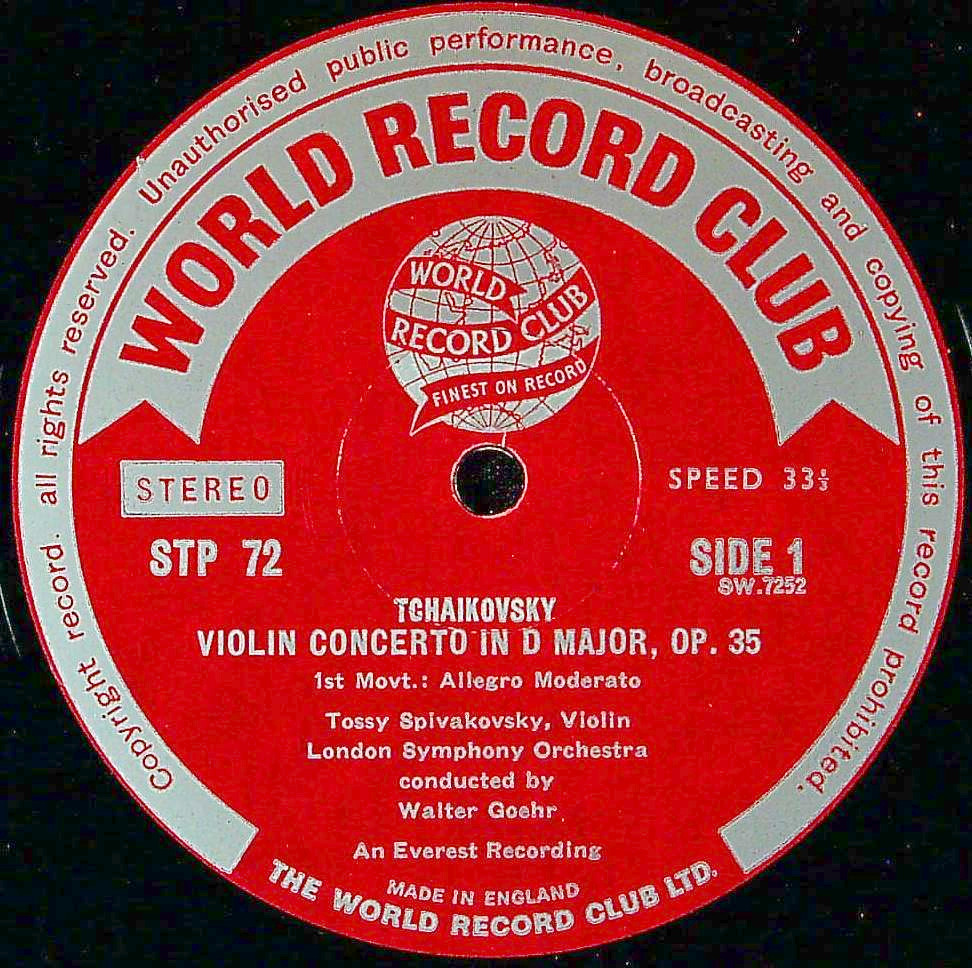 Copyright record. all rights reserved. Unauthorised public performance, broadcasting and copying of this record prohibited.
WORLD RECORD CLUB
WORLD
RECORD CLUB
FINEST ON RECORD
STEREO
SPEED 33⅓
STP 72
SIDE 1
SW.7252
TCHAIKOVSKY
VIOLIN CONCERTO IN D MAJOR, OP. 35
1st Movt.: Allegro Moderato
Tossy Spivakovsky, Violin
London Symphony Orchestra
conducted by
Walter Goehr
An Everest Recording
MADE IN ENGLAND
THE WORLD RECORD CLUB LTD.